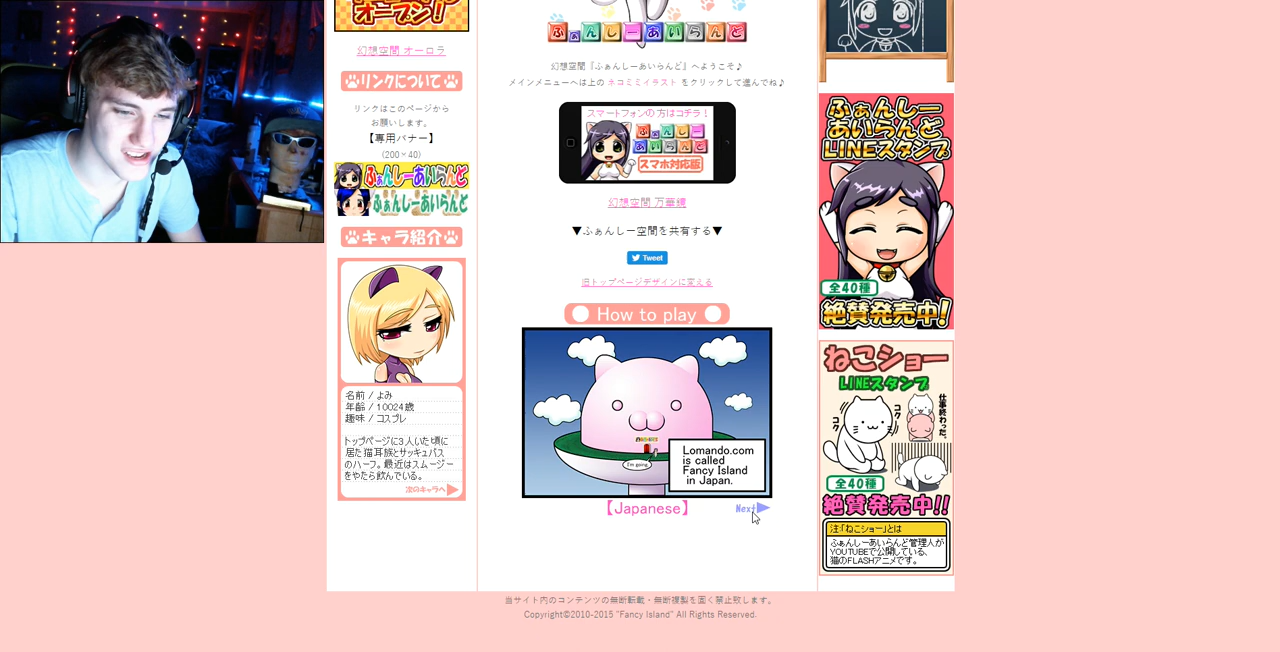 オープン!
幻想空間 オーロラ
リンクについて
リンクはこのページから
お願いします。
【専用バナー】
(200×40)
ふぁんしーあいらんど
ふぁんしーあいらんど
キャラ紹介
名前 / よみ
年齢 / 10024歳
趣味 / コスプレ
トップページに3人いた頃に
居た猫耳族とサッキュバス
のハーフ。最近はスムージー
をやたら飲んでいる。
次のキャラへ
ふぁんしーあいらんど
幻想空間『ふぁんしーあいらんど』へようこそ♪
メインメニューへは上の ネコミミイラスト をクリックして進んでね♪
スマートフォンの方はコチラ!
ふぁんしー
あいらんど
スマホ対応版
幻想空間 万華鏡
▼ふぁんしー空間を共有する▼
Tweet
旧トップページデザインに変える
How to play
I'm going
Lomando.com
is called
Fancy Island
in Japan.
【Japanese】
Next
ふぁんしー
あいらんど
LINEスタンプ
全40種
絶賛発売中!
ねこショー
LINEスタンプ
コク
コク
仕事終わった。
全40種
絶賛発売中!!
注:「ねこショー」とは
ふぁんしーあいらんど管理人が
YOUTUBEで公開している、
猫のFLASHアニメです。
当サイト内のコンテンツの無断転載・無断複製を固く禁止致します。
Copyright©2010-2015 "Fancy Island" All Rights Reserved.